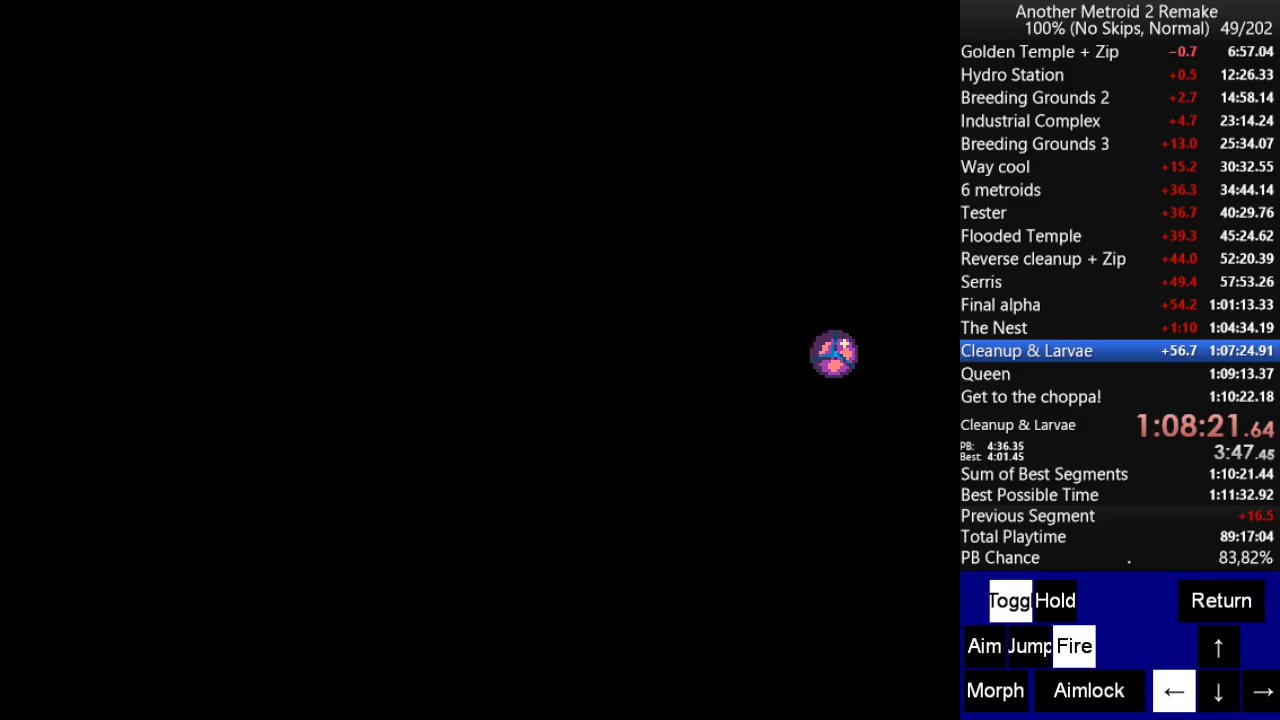 Another Metroid 2 Remake
100% (No Skips, Normal) 49/202
Golden Temple + Zip −0.7 6:57.04
Hydro Station +0.5 12:26.33
Breeding Grounds 2 +2.7 14:58.14
Industrial Complex +4.7 23:14.24
Breeding Grounds 3 +13.0 25:34.07
Way cool +15.2 30:32.55
6 metroids +36.3 34:44.14
Tester +36.7 40:29.76
Flooded Temple +39.3 45:24.62
Reverse cleanup + Zip +44.0 52:20.39
Serris +49.4 57:53.26
Final alpha +54.2 1:01:13.33
The Nest +1:10 1:04:34.19
Cleanup & Larvae +56.7 1:07:24.91
Queen 1:09:13.37
Get to the choppa! 1:10:22.18
Cleanup & Larvae 1:08:21.64
PB: 4:36.35
Best: 4:01.45 3:47.45
Sum of Best Segments 1:10:21.44
Best Possible Time 1:11:32.92
Previous Segment +16.5
Total Playtime 89:17:04
PB Chance . 83,82%
Toggl Hold Return
Aim Jump Fire ↑
Morph Aimlock ← ↓ →